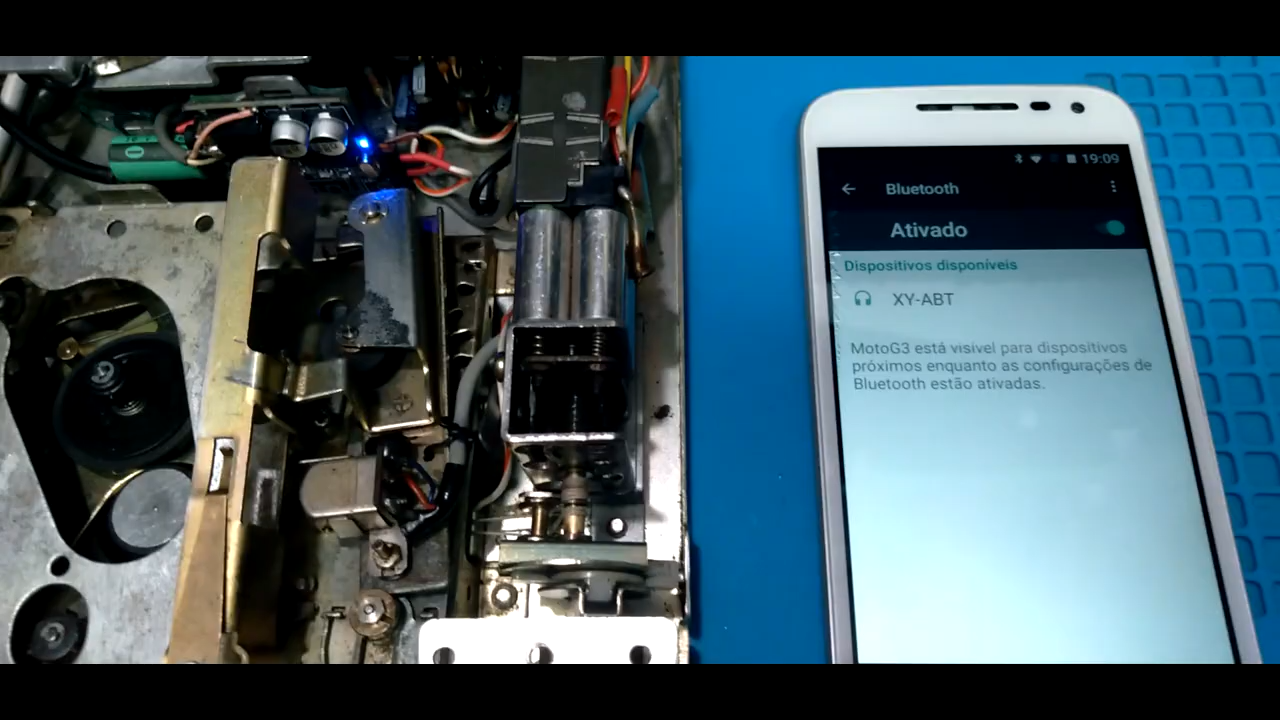 19:09
Bluetooth
Ativado
Dispositivos disponíveis
XY-ABT
MotoG3 está visível para dispositivos
próximos enquanto as configurações de
Bluetooth estão ativadas.